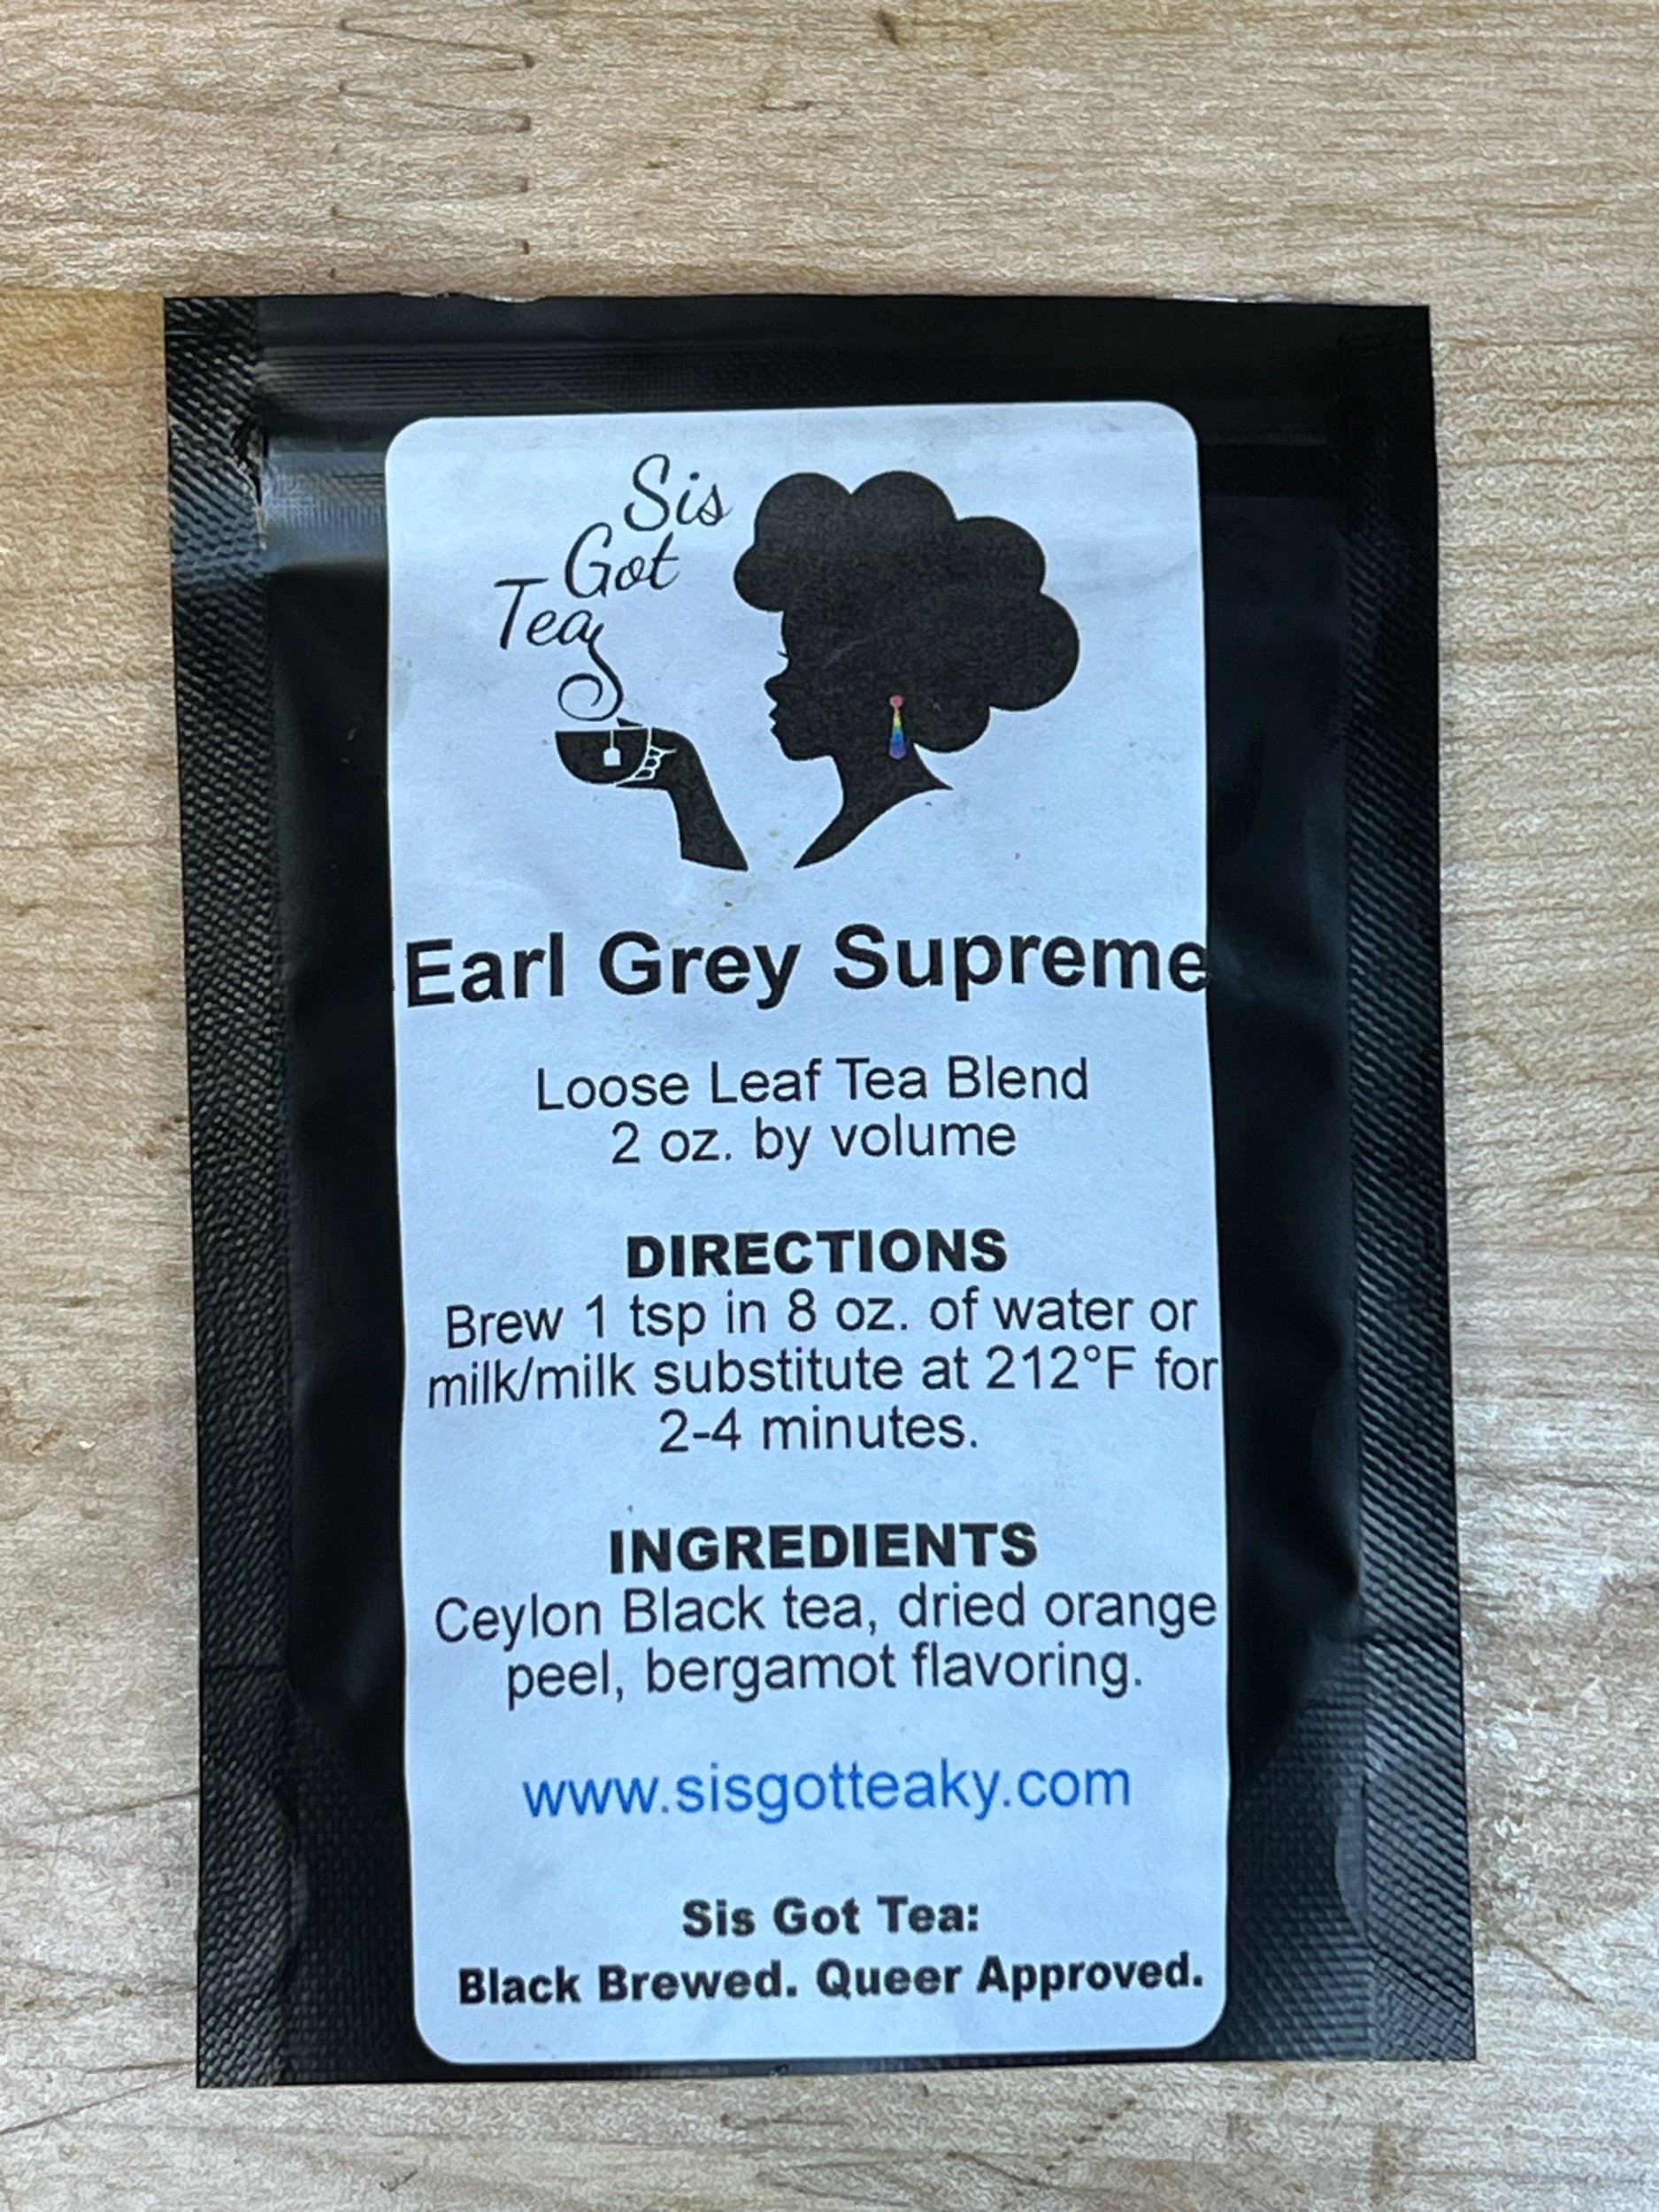 Sis
Got
Tea
Earl Grey Supreme
Loose Leaf Tea Blend
2 oz. by volume
DIRECTIONS
Brew 1 tsp in 8 oz. of water or
milk/milk substitute at 212°F for
2-4 minutes.
INGREDIENTS
Ceylon Black tea, dried orange
peel, bergamot flavoring.
www.sisgotteaky.com
Sis Got Tea:
Black Brewed. Queer Approved.